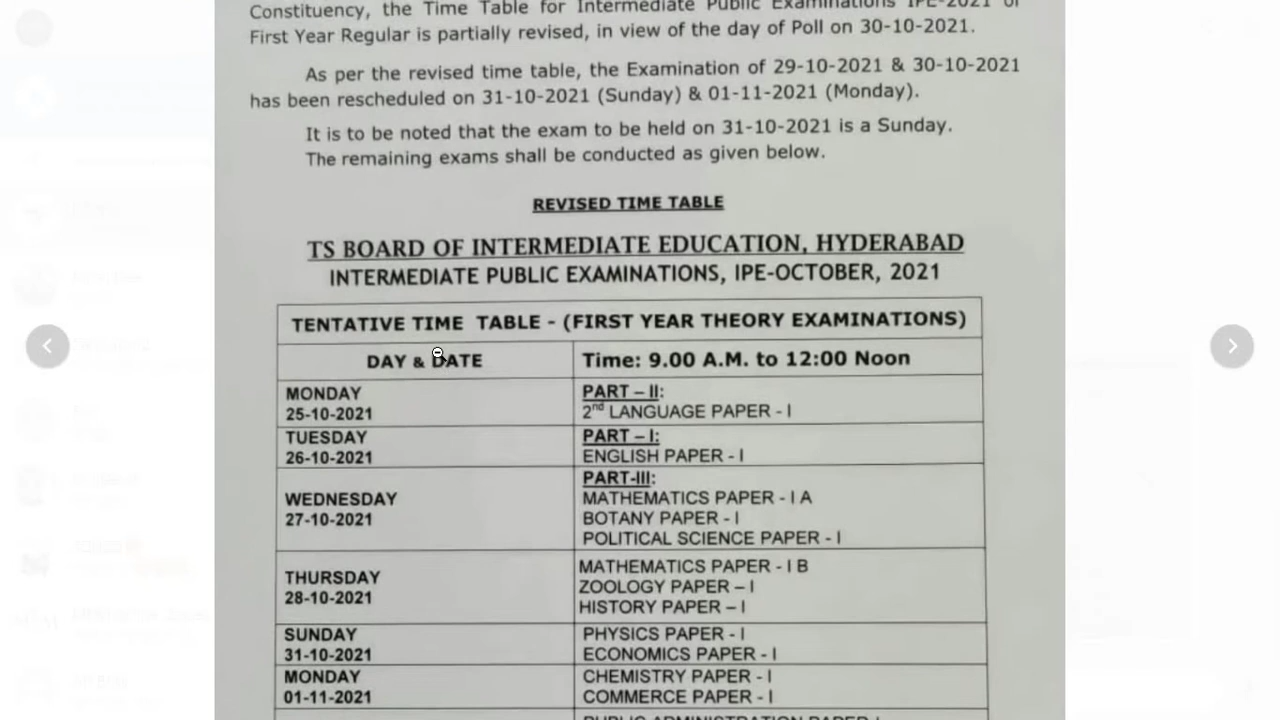 Constituency, the Time Table for Intermediate Public Examinations IPE-2021 of
First Year Regular is partially revised, in view of the day of Poll on 30-10-2021.
As per the revised time table, the Examination of 29-10-2021 & 30-10-2021
has been rescheduled on 31-10-2021 (Sunday) & 01-11-2021 (Monday).
It is to be noted that the exam to be held on 31-10-2021 is a Sunday.
The remaining exams shall be conducted as given below.
REVISED TIME TABLE
TS BOARD OF INTERMEDIATE EDUCATION, HYDERABAD
INTERMEDIATE PUBLIC EXAMINATIONS, IPE-OCTOBER, 2021
TENTATIVE TIME TABLE - (FIRST YEAR THEORY EXAMINATIONS)
DAY & DATE
Time: 9.00 A.M. to 12:00 Noon
MONDAY
25-10-2021
PART – II:
2nd LANGUAGE PAPER - I
TUESDAY
26-10-2021
PART – I:
ENGLISH PAPER - I
WEDNESDAY
27-10-2021
PART-III:
MATHEMATICS PAPER - I A
BOTANY PAPER - I
POLITICAL SCIENCE PAPER - I
THURSDAY
28-10-2021
MATHEMATICS PAPER - I B
ZOOLOGY PAPER – I
HISTORY PAPER – I
SUNDAY
31-10-2021
PHYSICS PAPER - I
ECONOMICS PAPER - I
MONDAY
01-11-2021
CHEMISTRY PAPER - I
COMMERCE PAPER - I
PUBLIC ADMINISTRATION PAPER-I